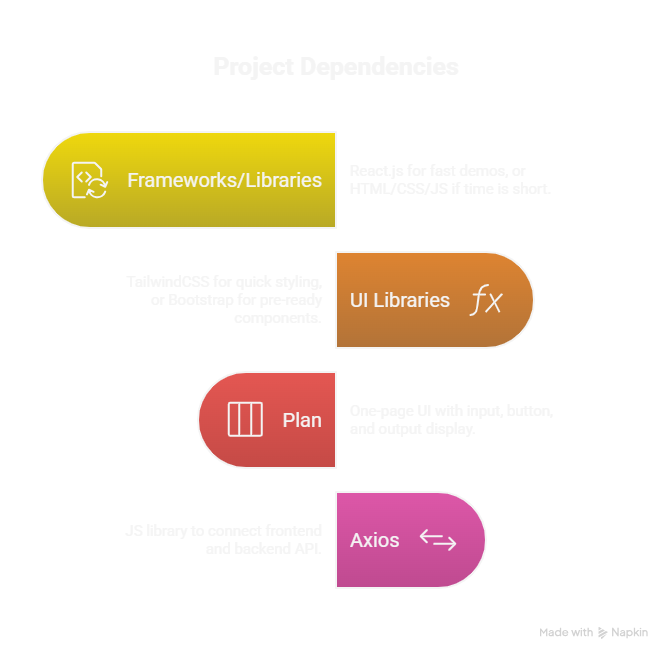 Project Dependencies
Frameworks/Libraries
React.js for fast demos, or
HTML/CSS/JS if time is short.
TailwindCSS for quick styling,
or Bootstrap for pre-ready
components.
UI Libraries
Plan
One-page UI with input, button,
and output display.
JS library to connect frontend
and backend API.
Axios
Made with Napkin